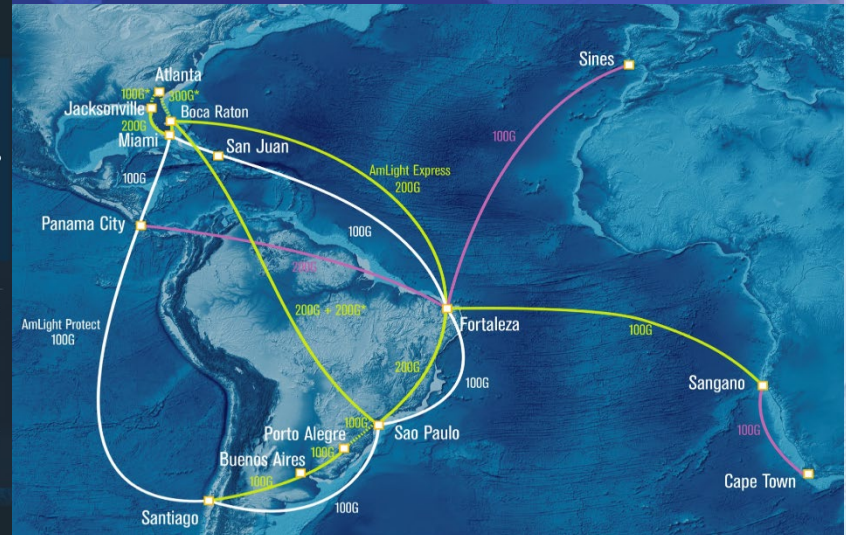 Atlanta
100G*
300G*
Jacksonville
Boca Raton
200G
Miami
San Juan
Sines
100G
100G
AmLight Express
200G
Panama City
100G
200G
200G + 200G*
Fortaleza
100G
AmLight Protect
100G
200G
100G
Sangano
100G
Sao Paulo
Porto Alegre
100G
Buenos Aires
100G
100G
Cape Town
Santiago
100G